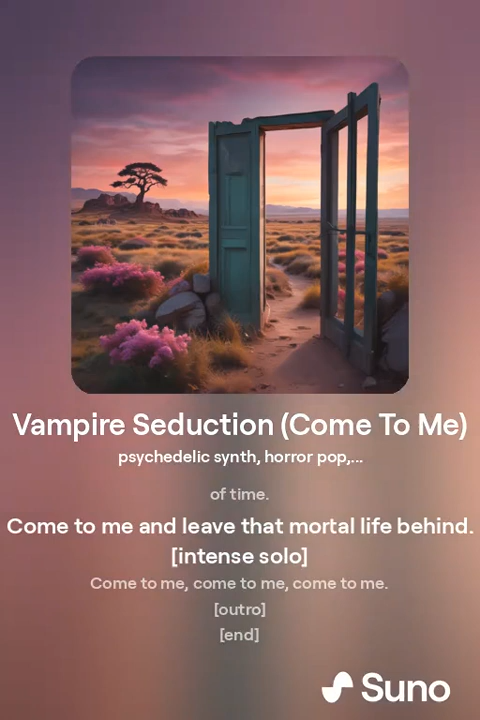 Vampire Seduction (Come To Me)
psychedelic synth, horror pop,...
of time.
Come to me and leave that mortal life behind.
[intense solo]
Come to me, come to me, come to me.
[outro]
[end]
Suno